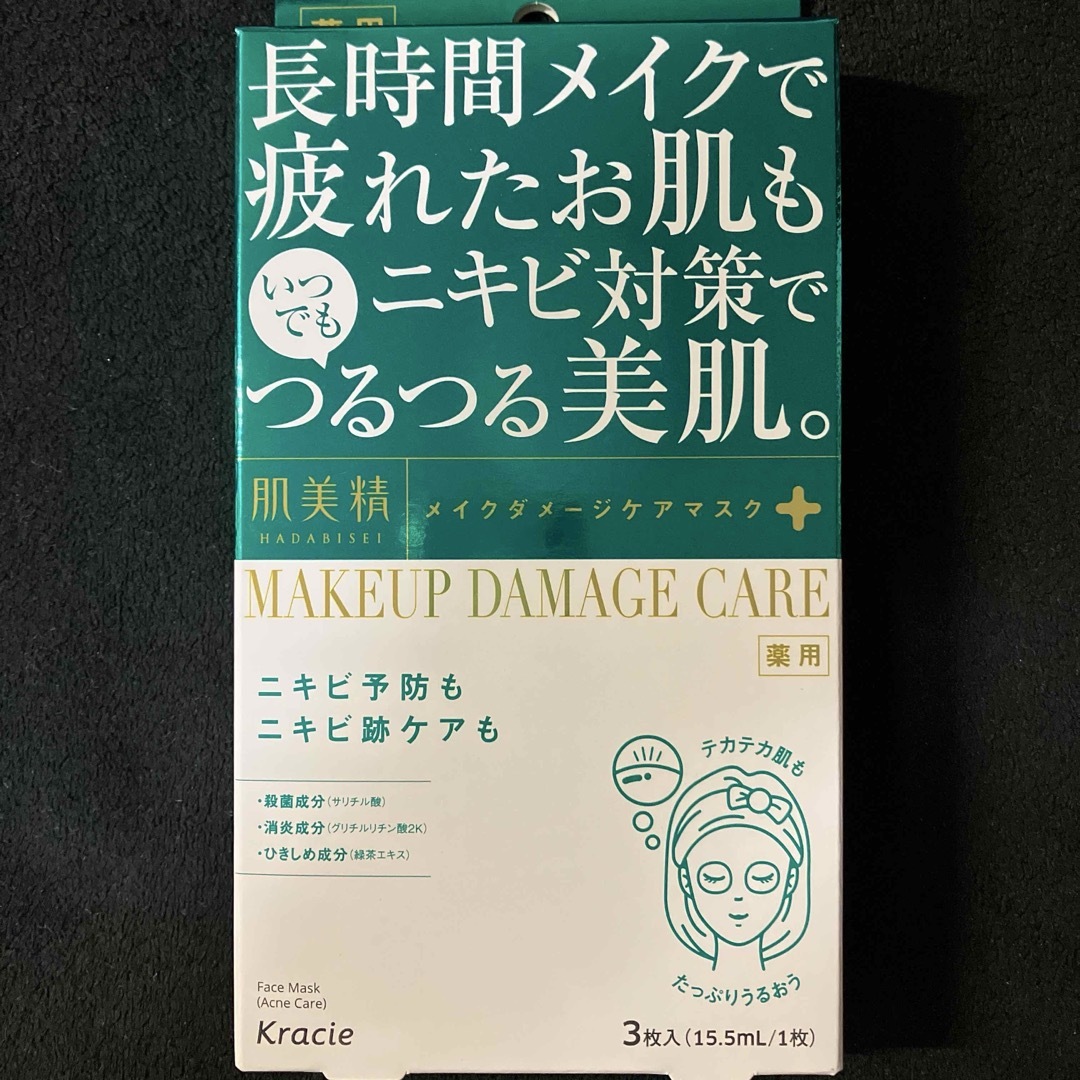 薬用
長時間メイクで
疲れたお肌も
いつでも
ニキビ対策で
つるつる美肌。
肌美精
HADABISEI
メイクダメージケアマスク+
MAKEUP DAMAGE CARE
薬用
ニキビ予防も
ニキビ跡ケアも
・殺菌成分(サリチル酸)
・消炎成分(グリチルリチン酸2K)
・ひきしめ成分(緑茶エキス)
テカテカ肌も
たっぷりうるおう
Face Mask
(Acne Care)
Kracie
3枚入(15.5mL/1枚)